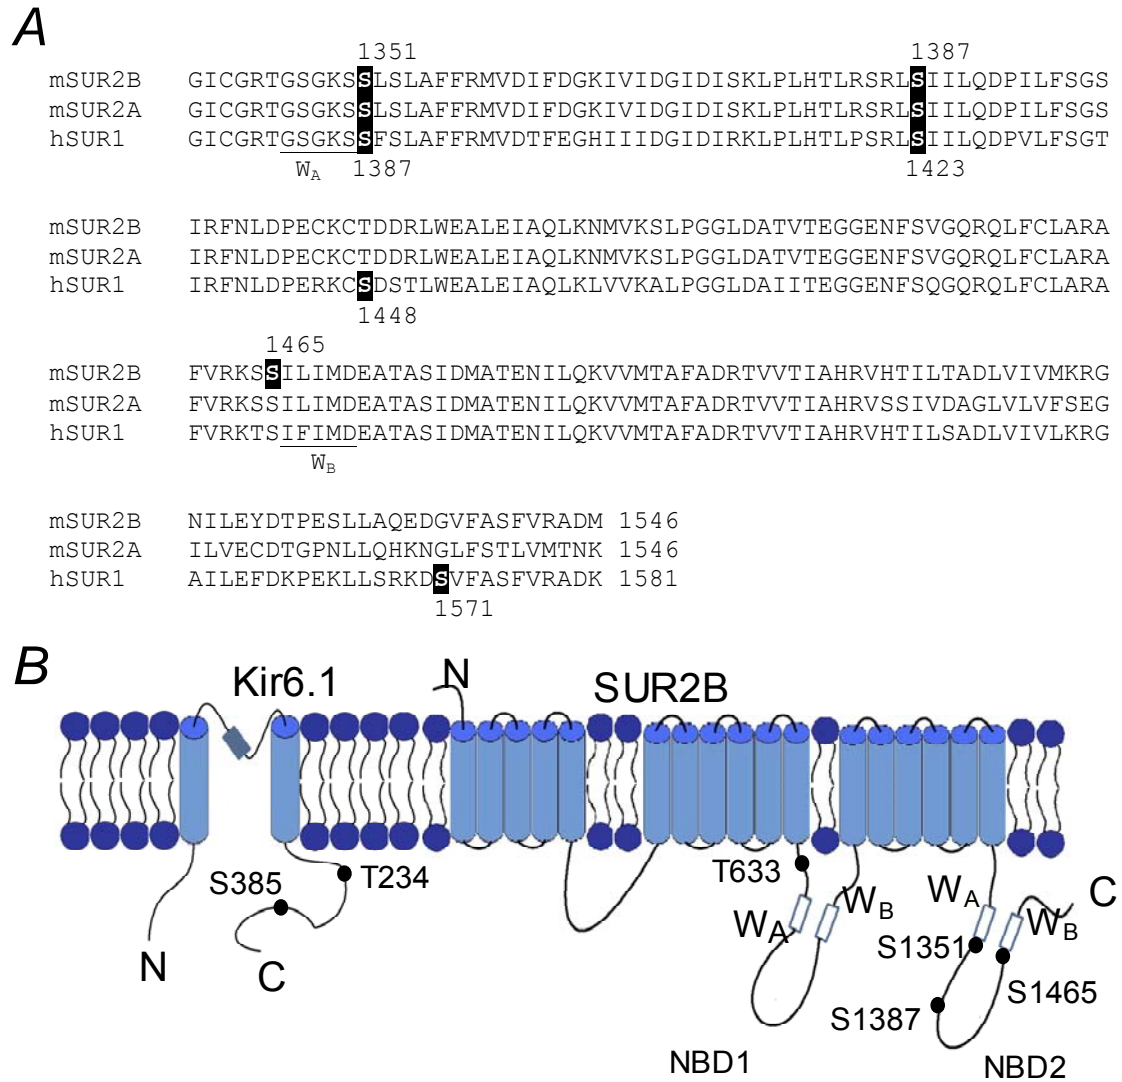 A
1351 1387
mSUR2B GICGRTGSGKSSLSLAFFRMVDIFDGKIVIDGIDISKLPLHTLRSRLSIILQDPILFSGS
mSUR2A GICGRTGSGKSSLSLAFFRMVDIFDGKIVIDGIDISKLPLHTLRSRLSIILQDPILFSGS
hSUR1 GICGRTGSGKSSFSLAFFRMVDTFEGHIIIDGIDIRKLPLHTLPSRLSIILQDPVLFSGT
WA 1387 1423
mSUR2B IRFNLDPECKCTDDRLWEALEIAQLKNMVKSLPGGLDATVTEGGENFSVGQRQLFCLARA
mSUR2A IRFNLDPECKCTDDRLWEALEIAQLKNMVKSLPGGLDATVTEGGENFSVGQRQLFCLARA
hSUR1 IRFNLDPERKCSDSTLWEALEIAQLKLVVKALPGGLDAIITEGGENFSQGQRQLFCLARA
1448
1465
mSUR2B FVRKSSILIMDEATASIDMATENILQKVVMTAFADRTVVTIAHRVHTILTADLVIVMKRG
mSUR2A FVRKSSILIMDEATASIDMATENILQKVVMTAFADRTVVTIAHRVSSIVDAGLVLVFSEG
hSUR1 FVRKTSIFIMDEATASIDMATENILQKVVMTAFADRTVVTIAHRVHTILSADLVIVLKRG
WB
mSUR2B NILEYDTPESLLAQEDGVFASFVRADM 1546
mSUR2A ILVECDTGPNLLQHKNGLFSTLVMTNK 1546
hSUR1 AILEFDKPEKLLSRKDSVFASFVRADK 1581
1571
B
Kir6.1 N SUR2B
S385 T234 T633
WA WB WA WB C
S1351
N C
S1465
S1387
NBD1 NBD2